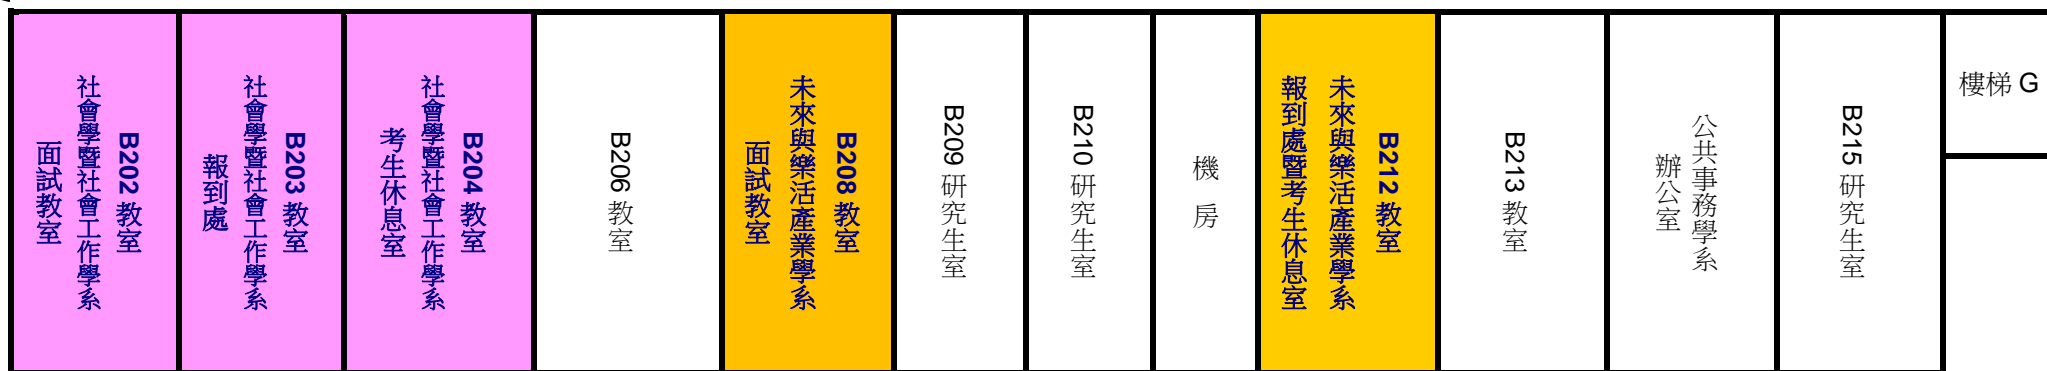 B202 教室
社會學暨社會工作學系
面試教室
B203 教室
社會學暨社會工作學系
報到處
B204 教室
社會學暨社會工作學系
考生休息室
B206 教室
B208 教室
未來與樂活產業學系
面試教室
B209 研究生室
B210 研究生室
機 房
B212 教室
未來與樂活產業學系
報到處暨考生休息室
B213 教室
公共事務學系
辦公室
B215 研究生室
樓梯 G